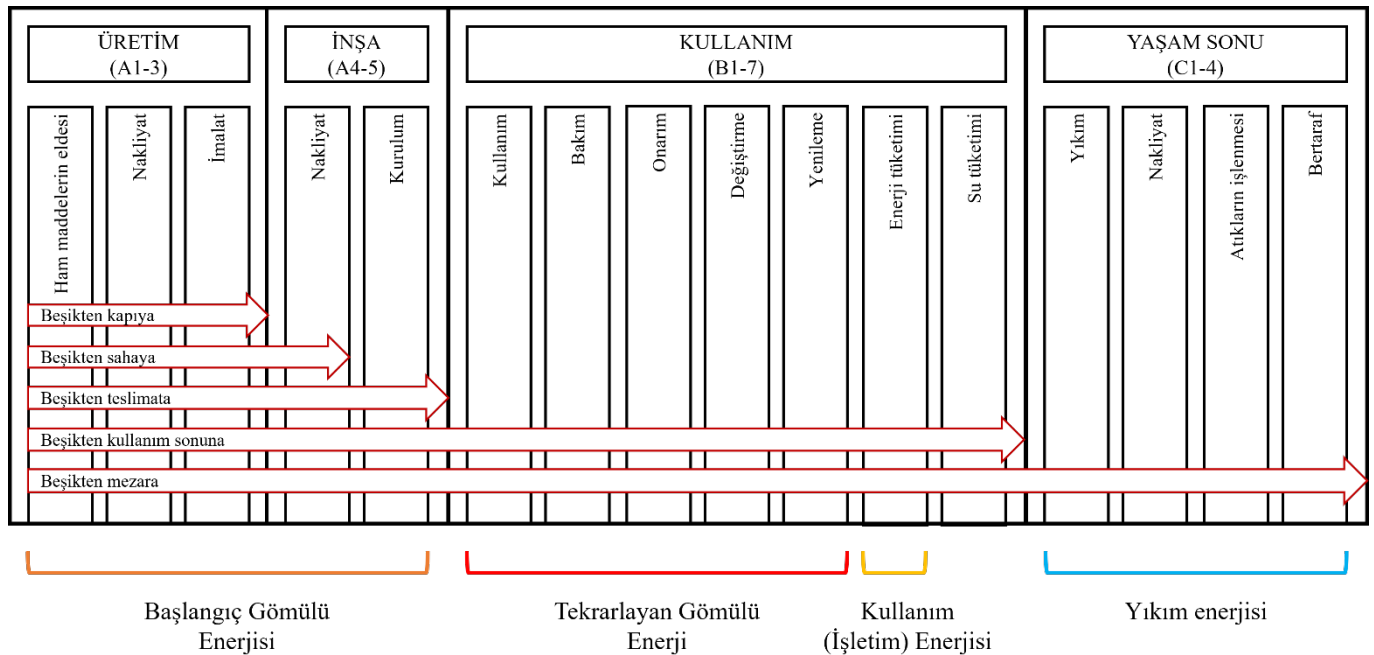 ÜRETİM
(A1-3)
İNŞA
(A4-5)
KULLANIM
(B1-7)
YAŞAM SONU
(C1-4)
Ham maddelerin eldesi
Nakliyat
İmalat
Nakliyat
Kurulum
Kullanım
Bakım
Onarım
Değiştirme
Yenileme
Enerji tüketimi
Su tüketimi
Yıkım
Nakliyat
Atıkların işlenmesi
Bertaraf
Beşikten kapıya
Beşikten sahaya
Beşikten teslimata
Beşikten kullanım sonuna
Beşikten mezara
Başlangıç Gömülü
Enerjisi
Tekrarlayan Gömülü
Enerji
Kullanım
(İşletim) Enerjisi
Yıkım enerjisi